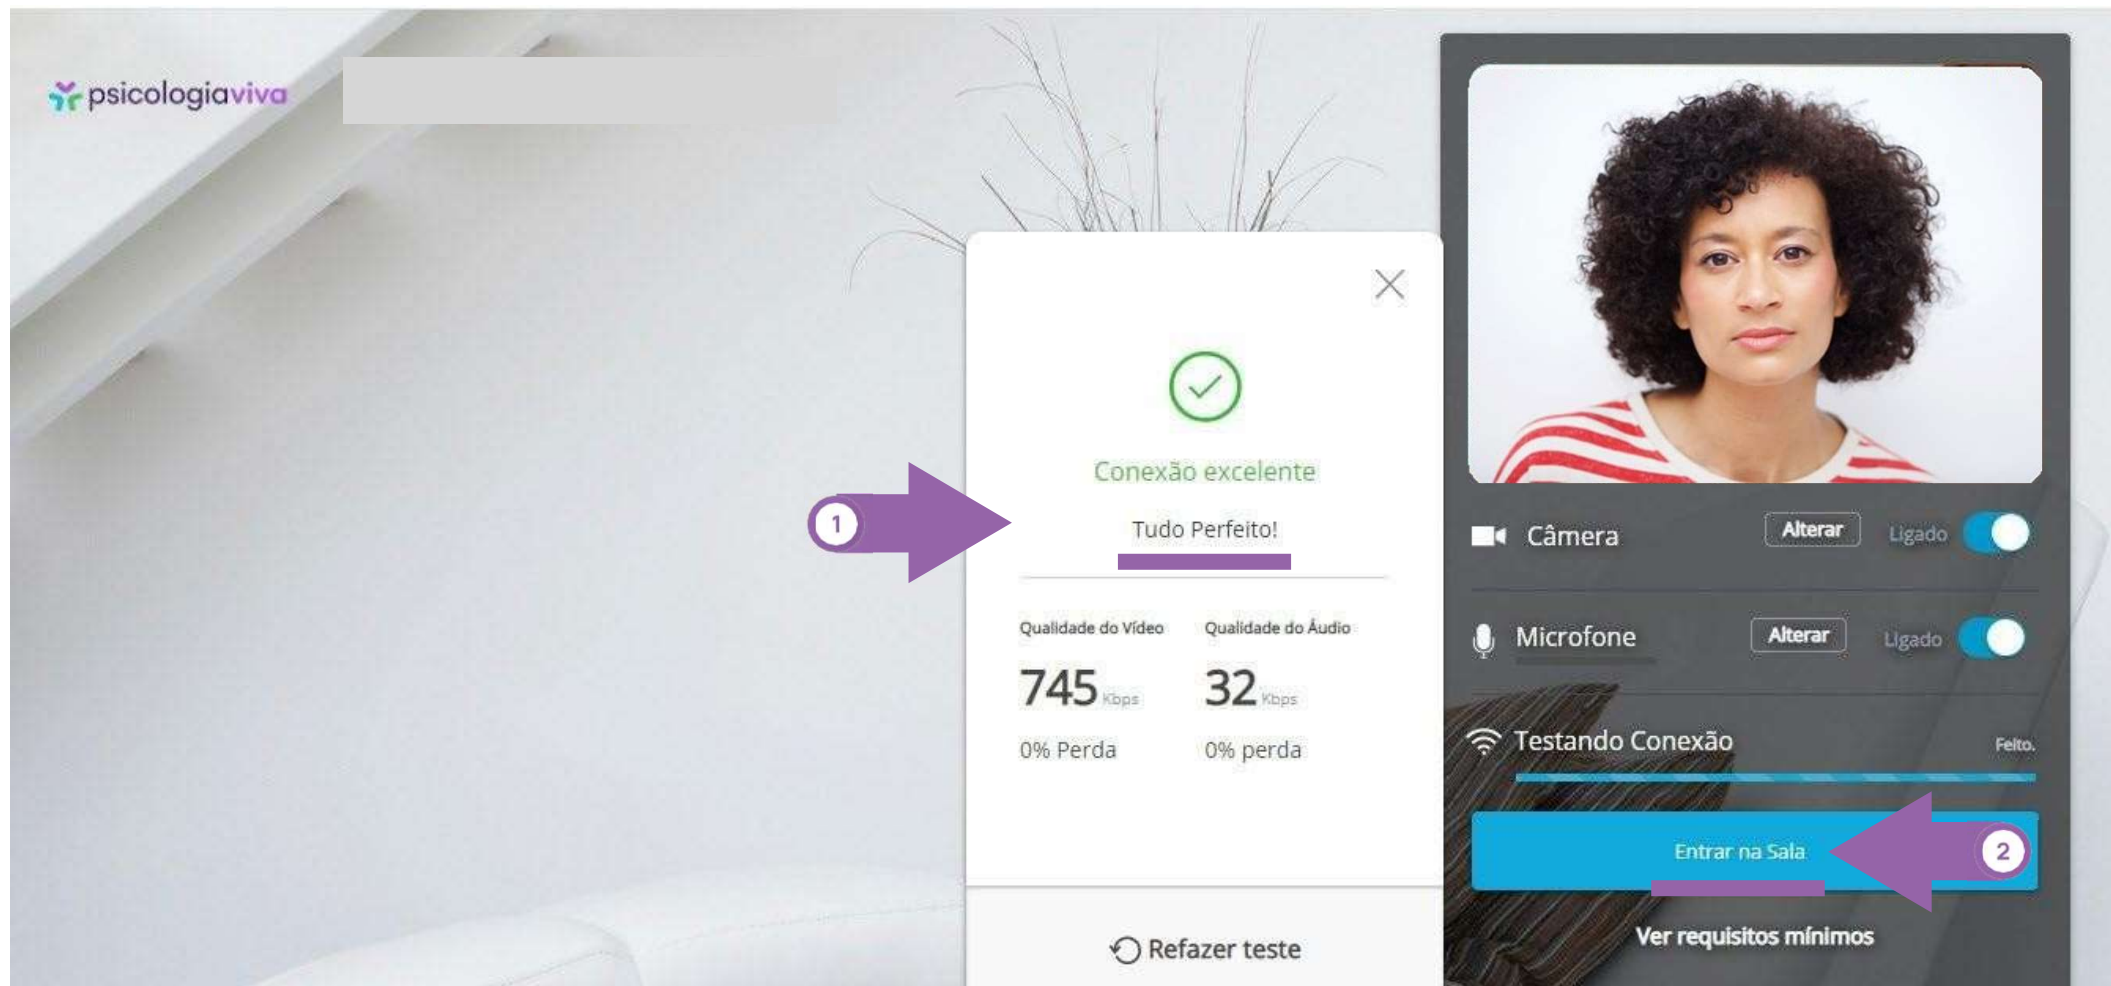 psicologiaviva
Conexão excelente
1
Tudo Perfeito!
Qualidade do Vídeo
Qualidade do Áudio
745 Kbps
32 Kbps
0% Perda
0% perda
Refazer teste
Câmera Alterar Ligado
Microfone Alterar Ligado
Testando Conexão Feito.
Entrar na Sala 2
Ver requisitos mínimos